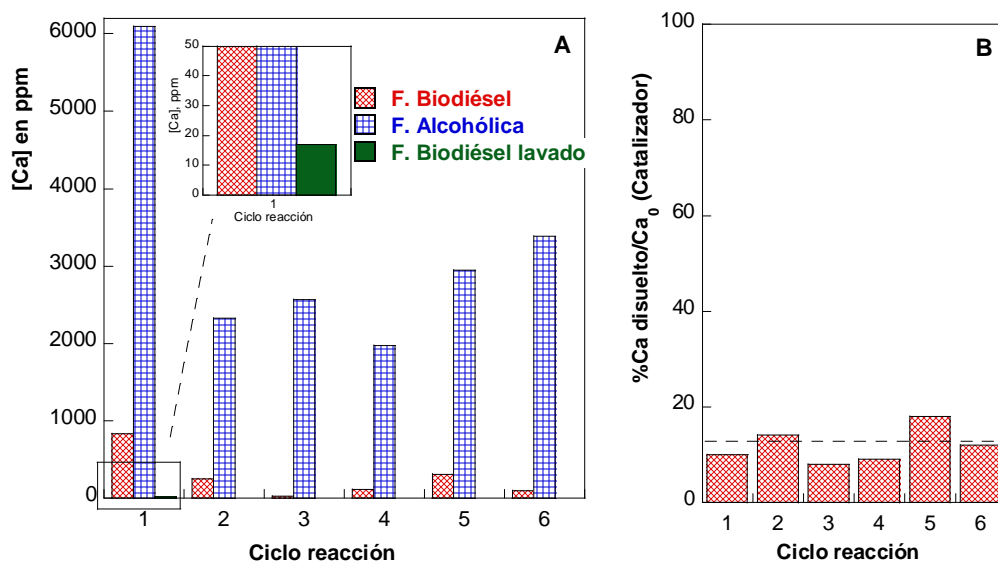 A
[Ca] en ppm
6000
5000
4000
3000
2000
1000
0
1 2 3 4 5 6
Ciclo reacción
[Ca], ppm
50
40
30
20
10
0
1
Ciclo reacción
F. Biodiésel
F. Alcohólica
F. Biodiésel lavado
B
%Ca disuelto/Ca0 (Catalizador)
100
80
60
40
20
0
1 2 3 4 5 6
Ciclo reacción